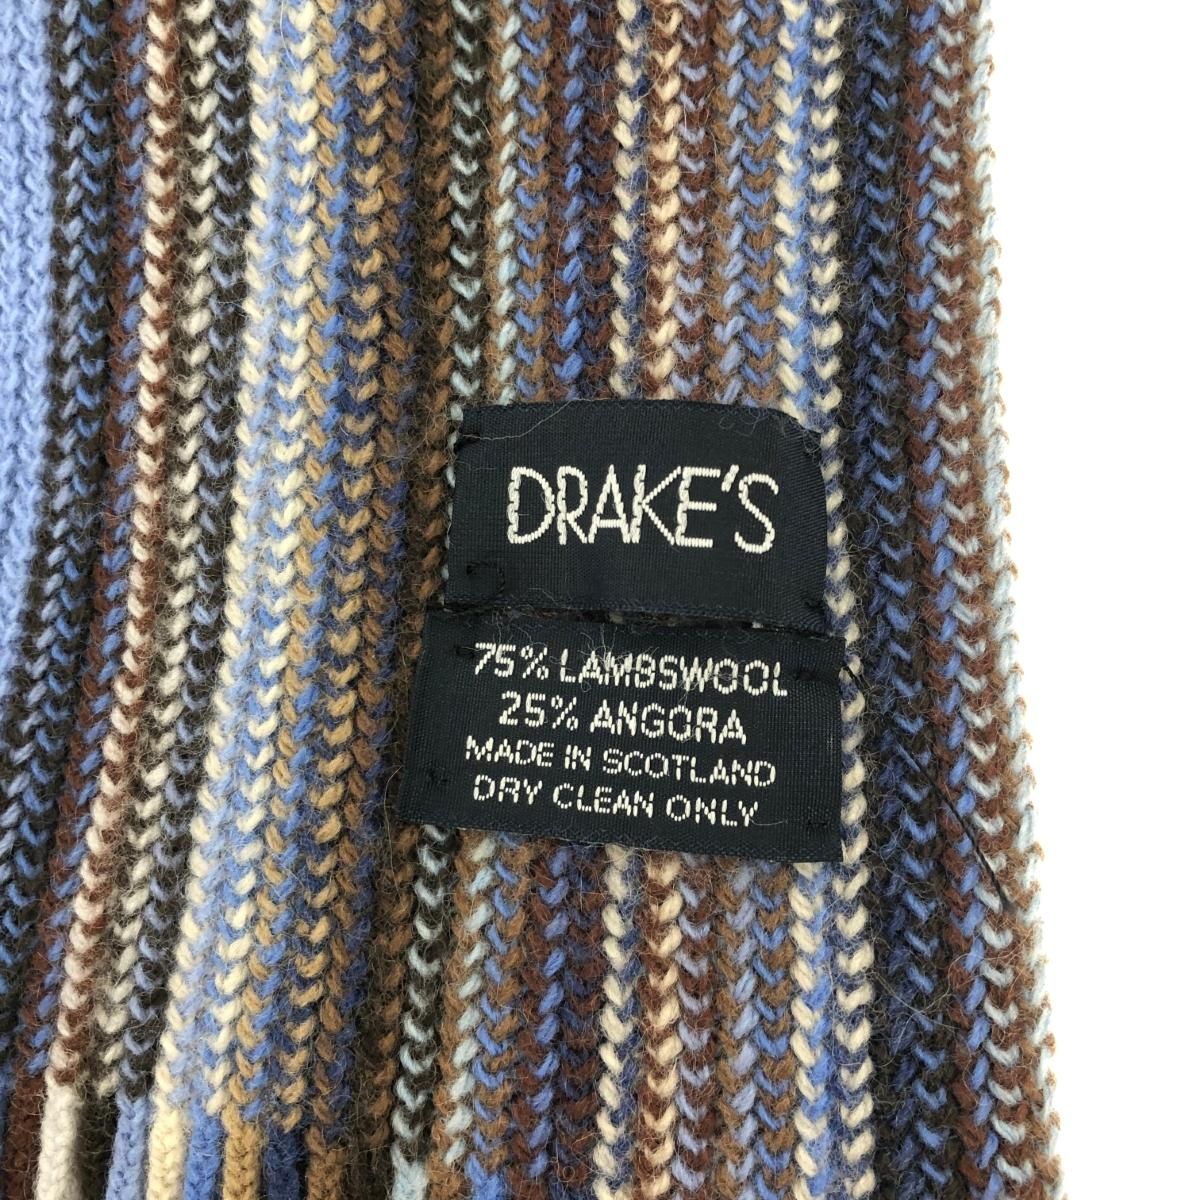 DRAKE'S
75% LAMBSWOOL
25% ANGORA
MADE IN SCOTLAND
DRY CLEAN ONLY